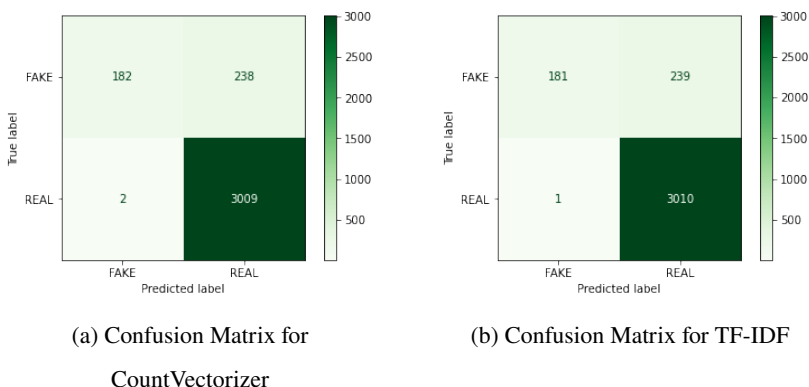 3000
FAKE
182
238
2500
2000
True label
1500
REAL
2
3009
1000
500
FAKE
REAL
Predicted label
(a) Confusion Matrix for
CountVectorizer
3000
FAKE
181
239
2500
2000
True label
1500
REAL
1
3010
1000
500
FAKE
REAL
Predicted label
(b) Confusion Matrix for TF-IDF